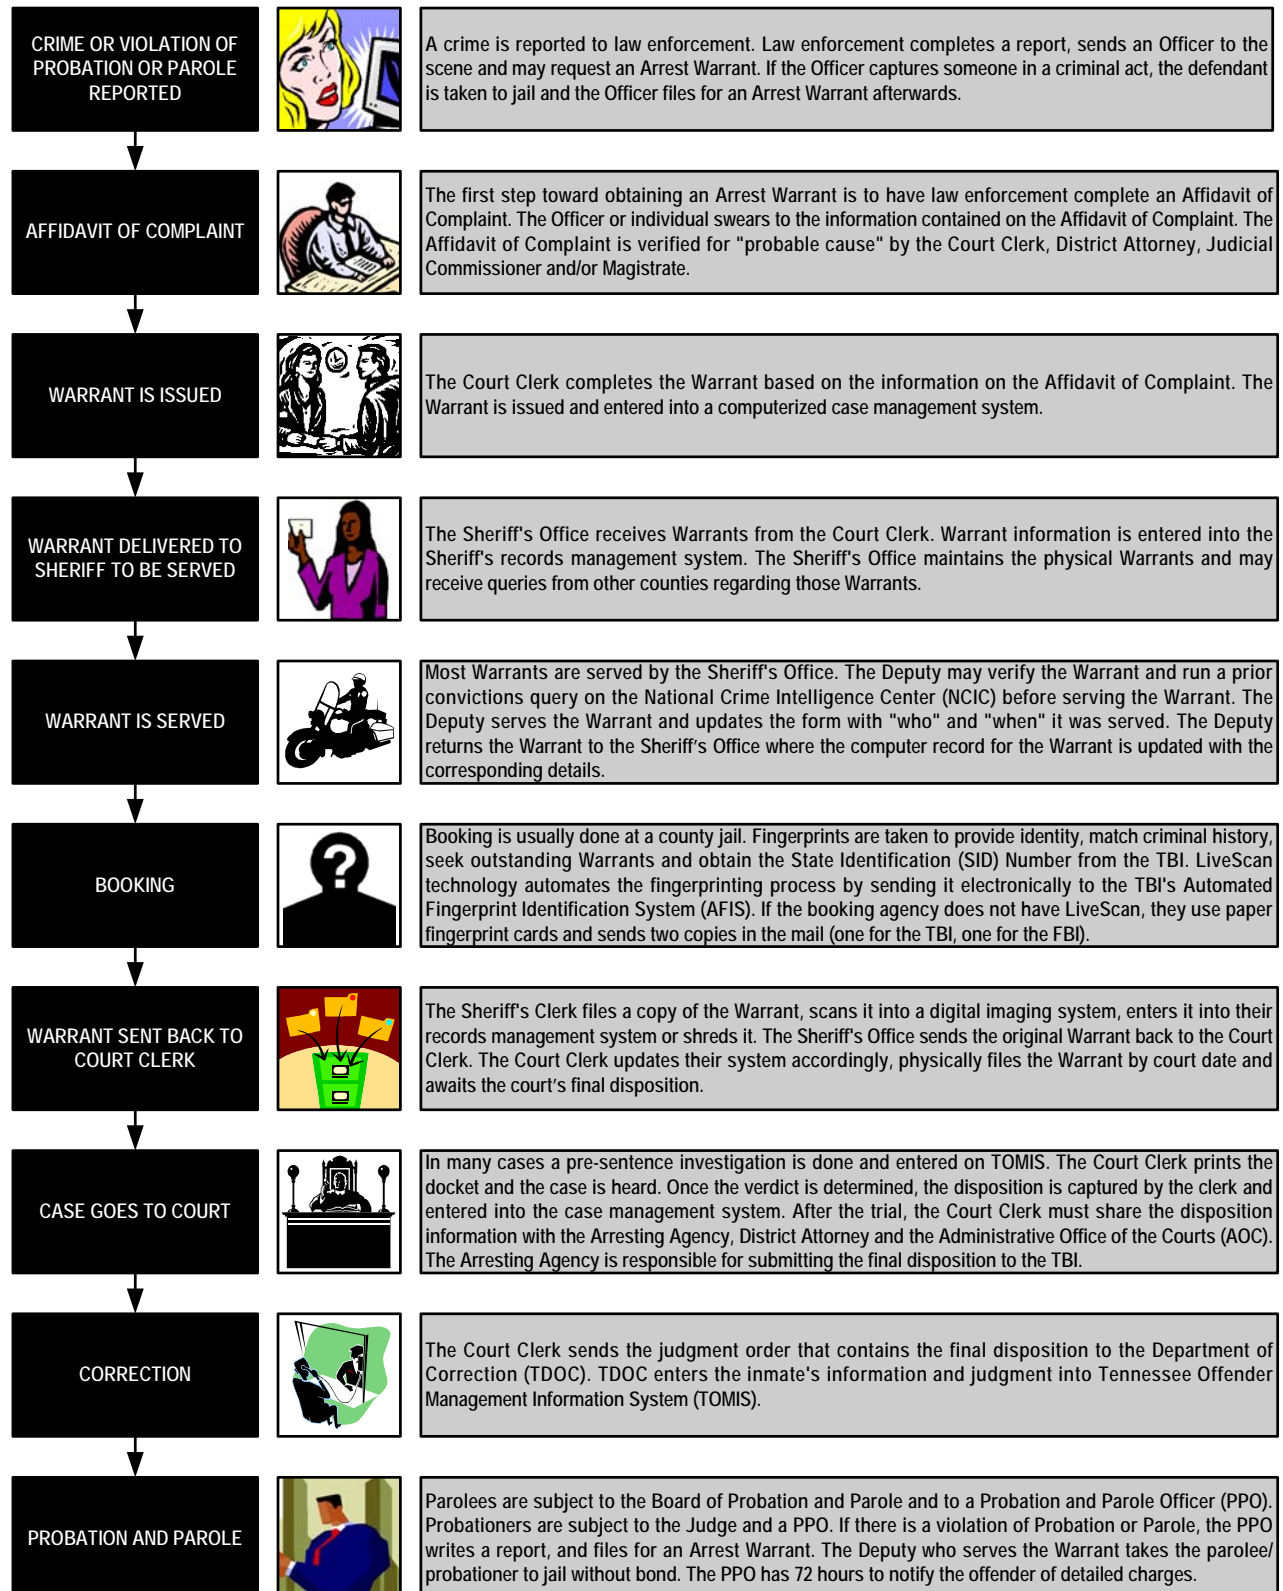 CRIME OR VIOLATION OF
PROBATION OR PAROLE
REPORTED
A crime is reported to law enforcement. Law enforcement completes a report, sends an Officer to the
scene and may request an Arrest Warrant. If the Officer captures someone in a criminal act, the defendant
is taken to jail and the Officer files for an Arrest Warrant afterwards.
AFFIDAVIT OF COMPLAINT
The first step toward obtaining an Arrest Warrant is to have law enforcement complete an Affidavit of
Complaint. The Officer or individual swears to the information contained on the Affidavit of Complaint. The
Affidavit of Complaint is verified for "probable cause" by the Court Clerk, District Attorney, Judicial
Commissioner and/or Magistrate.
WARRANT IS ISSUED
The Court Clerk completes the Warrant based on the information on the Affidavit of Complaint. The
Warrant is issued and entered into a computerized case management system.
WARRANT DELIVERED TO
SHERIFF TO BE SERVED
The Sheriff's Office receives Warrants from the Court Clerk. Warrant information is entered into the
Sheriff's records management system. The Sheriff's Office maintains the physical Warrants and may
receive queries from other counties regarding those Warrants.
WARRANT IS SERVED
Most Warrants are served by the Sheriff's Office. The Deputy may verify the Warrant and run a prior
convictions query on the National Crime Intelligence Center (NCIC) before serving the Warrant. The
Deputy serves the Warrant and updates the form with "who" and "when" it was served. The Deputy
returns the Warrant to the Sheriff's Office where the computer record for the Warrant is updated with the
corresponding details.
BOOKING
Booking is usually done at a county jail. Fingerprints are taken to provide identity, match criminal history,
seek outstanding Warrants and obtain the State Identification (SID) Number from the TBI. LiveScan
technology automates the fingerprinting process by sending it electronically to the TBI's Automated
Fingerprint Identification System (AFIS). If the booking agency does not have LiveScan, they use paper
fingerprint cards and sends two copies in the mail (one for the TBI, one for the FBI).
WARRANT SENT BACK TO
COURT CLERK
The Sheriff's Clerk files a copy of the Warrant, scans it into a digital imaging system, enters it into their
records management system or shreds it. The Sheriff's Office sends the original Warrant back to the Court
Clerk. The Court Clerk updates their system accordingly, physically files the Warrant by court date and
awaits the court's final disposition.
CASE GOES TO COURT
In many cases a pre-sentence investigation is done and entered on TOMIS. The Court Clerk prints the
docket and the case is heard. Once the verdict is determined, the disposition is captured by the clerk and
entered into the case management system. After the trial, the Court Clerk must share the disposition
information with the Arresting Agency, District Attorney and the Administrative Office of the Courts (AOC).
The Arresting Agency is responsible for submitting the final disposition to the TBI.
CORRECTION
The Court Clerk sends the judgment order that contains the final disposition to the Department of
Correction (TDOC). TDOC enters the inmate's information and judgment into Tennessee Offender
Management Information System (TOMIS).
PROBATION AND PAROLE
Parolees are subject to the Board of Probation and Parole and to a Probation and Parole Officer (PPO).
Probationers are subject to the Judge and a PPO. If there is a violation of Probation or Parole, the PPO
writes a report, and files for an Arrest Warrant. The Deputy who serves the Warrant takes the parolee/
probationer to jail without bond. The PPO has 72 hours to notify the offender of detailed charges.